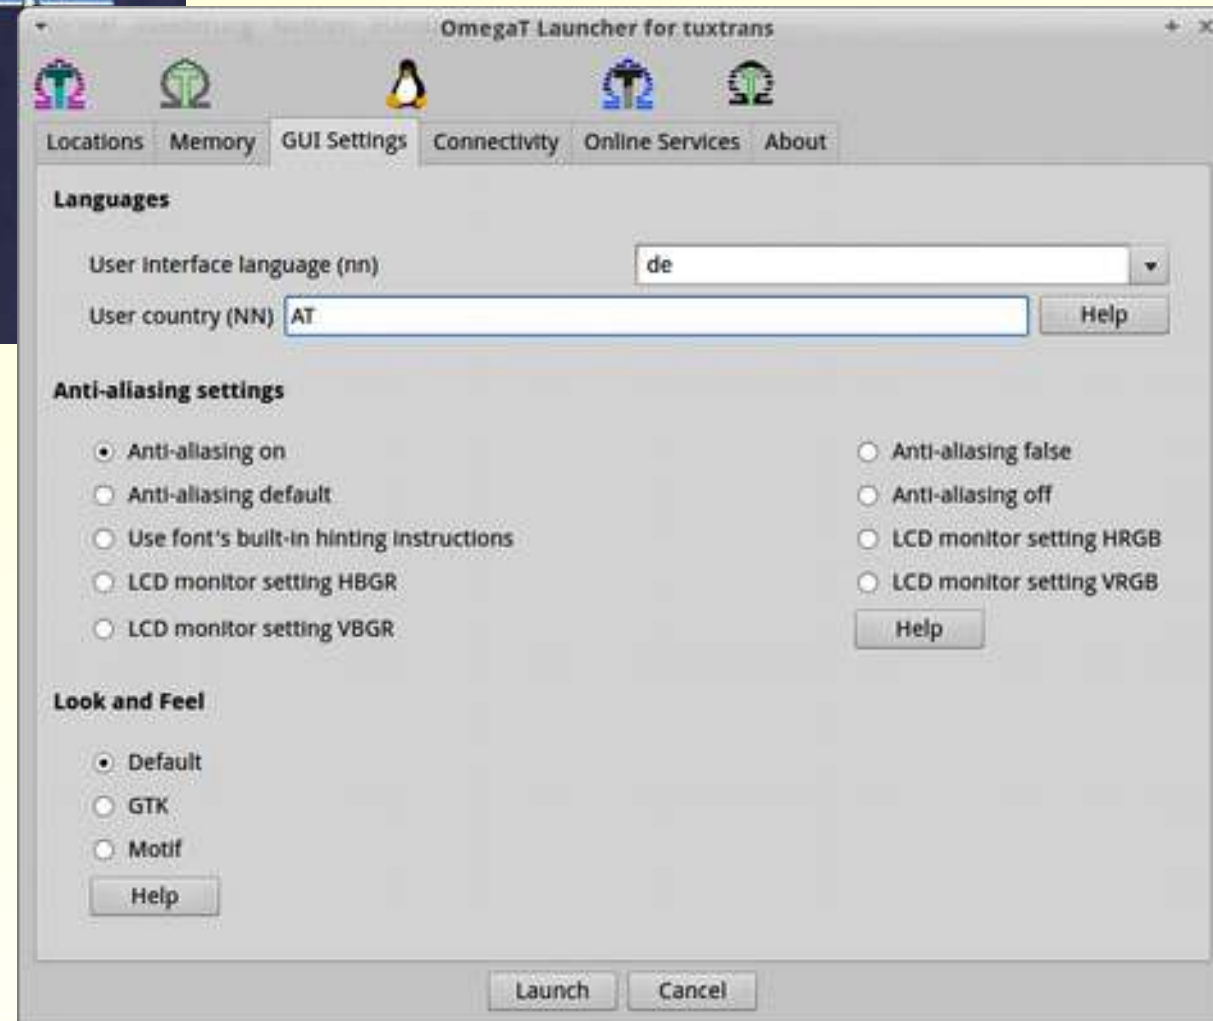 OmegaT Launcher for tuxtrans
Locations Memory GUI Settings Connectivity Online Services About
Languages
User interface language (nn) de
User country (NN) AT Help
Anti-aliasing settings
Anti-aliasing on Anti-aliasing false
Anti-aliasing default Anti-aliasing off
Use font's built-in hinting instructions LCD monitor setting HRGB
LCD monitor setting HBGR LCD monitor setting VRGB
LCD monitor setting VBGR Help
Look and Feel
Default
GTK
Motif
Help
Launch Cancel